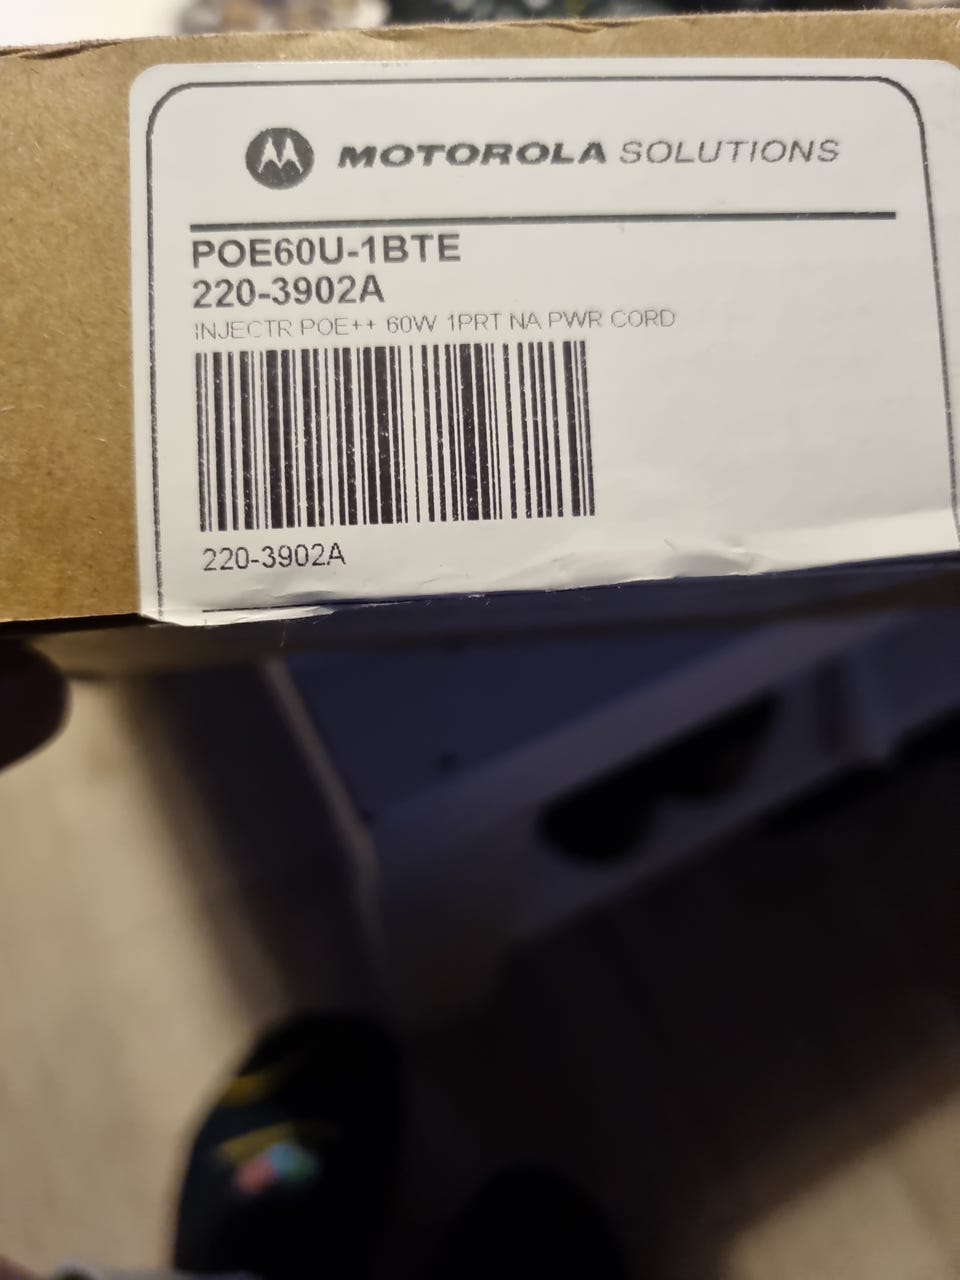 MOTOROLA SOLUTIONS
POE60U-1BTE
220-3902A
INJECTR POE++ 60W 1PRT NA PWR CORD
220-3902A